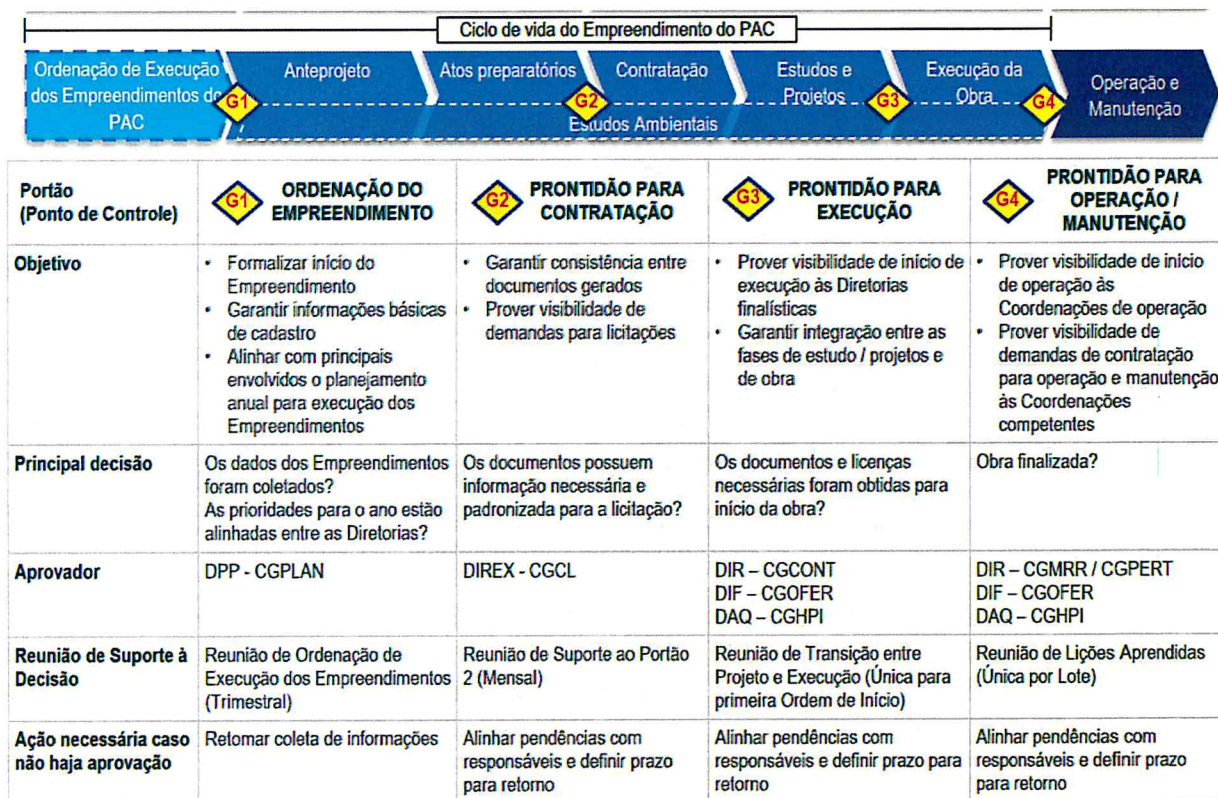 Ciclo de vida do Empreendimento do PAC
Ordenação de Execução
dos Empreendimentos do
PAC
G1
Anteprojeto
Atos preparatórios
G2
Contratação
Estudos e
Projetos
G3
Execução da
Obra
G4
Operação e
Manutenção
Estudos Ambientais
Portão
(Ponto de Controle)
G1
ORDENAÇÃO DO
EMPREENDIMENTO
G2
PRONTIDÃO PARA
CONTRATAÇÃO
G3
PRONTIDÃO PARA
EXECUÇÃO
G4
PRONTIDÃO PARA
OPERAÇÃO /
MANUTENÇÃO
Objetivo
• Formalizar início do
Empreendimento
• Garantir informações básicas
de cadastro
• Alinhar com principais
envolvidos o planejamento
anual para execução dos
Empreendimentos
• Garantir consistência entre
documentos gerados
• Prover visibilidade de
demandas para licitações
• Prover visibilidade de início de
execução às Diretorias
finalísticas
• Garantir integração entre as
fases de estudo / projetos e
de obra
• Prover visibilidade de início
de operação às
Coordenações de operação
• Prover visibilidade de
demandas de contratação
para operação e manutenção
às Coordenações
competentes
Principal decisão
Os dados dos Empreendimentos
foram coletados?
As prioridades para o ano estão
alinhadas entre as Diretorias?
Os documentos possuem
informação necessária e
padronizada para a licitação?
Os documentos e licenças
necessárias foram obtidas para
início da obra?
Obra finalizada?
Aprovador
DPP - CGPLAN
DIREX - CGCL
DIR – CGCONT
DIF – CGOFER
DAQ – CGHPI
DIR – CGMRR / CGPERT
DIF – CGOFER
DAQ – CGHPI
Reunião de Suporte à
Decisão
Reunião de Ordenação de
Execução dos Empreendimentos
(Trimestral)
Reunião de Suporte ao Portão
2 (Mensal)
Reunião de Transição entre
Projeto e Execução (Única para
primeira Ordem de Início)
Reunião de Lições Aprendidas
(Única por Lote)
Ação necessária caso
não haja aprovação
Retomar coleta de informações
Alinhar pendências com
responsáveis e definir prazo
para retorno
Alinhar pendências com
responsáveis e definir prazo para
retorno
Alinhar pendências com
responsáveis e definir prazo
para retorno